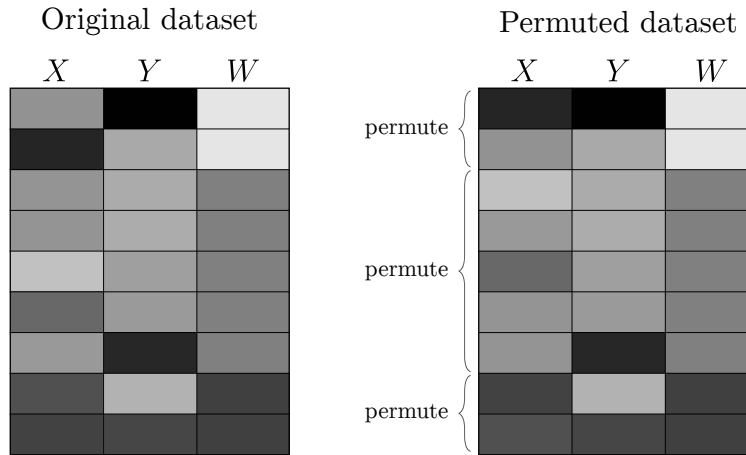 Original dataset
X Y W
Permuted dataset
X Y W
permute
permute
permute